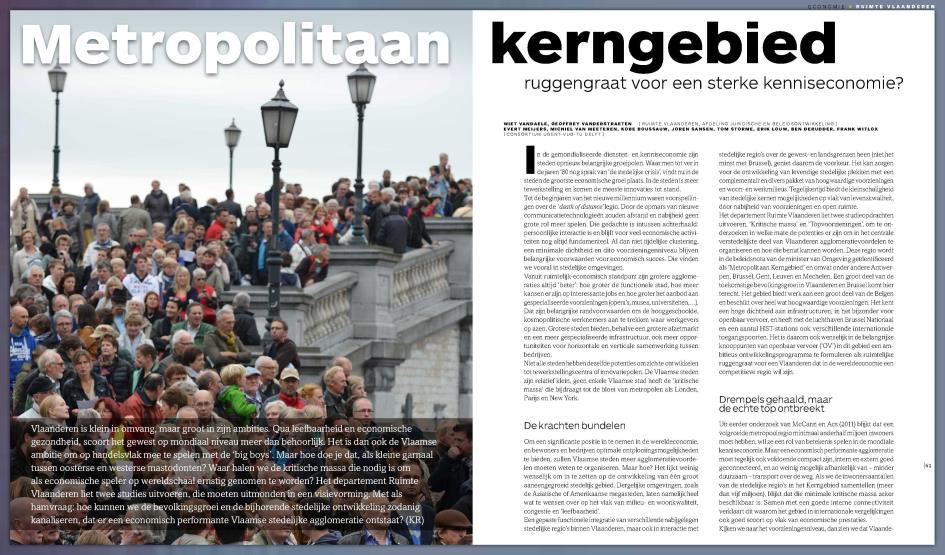 ECONOMIE • RUIMTE VLAANDEREN
Metropolitaan kerngebied
ruggengraat voor een sterke kenniseconomie?
WIET VANDAELE, GEOFFREY VANDERSTRAETEN [RUIMTE VLAANDEREN, AFDELING JURIDISCHE EN BELEIDSONTWIKKELING]
EVERT MEIJERS, MICHIEL VAN MEETEREN, KOBE BOUSSAUW, JOREN SANSEN, TOM STORME, ERIK LOUW, BEN DERUDDER, FRANK WITLOX
[CONSORTIUM UGENT-VUB-TU DELFT]
Vlaanderen is klein in omvang, maar groot in zijn ambities. Qua leefbaarheid en economische
gezondheid, scoort het gewest op mondiaal niveau meer dan behoorlijk. Het is dan ook de Vlaamse
ambitie om op handelsvlak mee te spelen met de 'big boys'. Maar hoe doe je dat, als kleine garnaal
tussen oosterse en westerse mastodonten? Waar halen we de kritische massa die nodig is om
als economische speler op wereldschaal ernstig genomen te worden? Het departement Ruimte
Vlaanderen liet twee studies uitvoeren, die moeten uitmonden in een visievorming. Met als
hamvraag: hoe kunnen we de bevolkingsgroei en de bijhorende stedelijke ontwikkeling zodanig
kanaliseren, dat er een economisch performante Vlaamse stedelijke agglomeratie ontstaat? (KR)
In de gemondialiseerde diensten- en kenniseconomie zijn
steden opnieuw belangrijke groeipolen. Waar men tot ver in
de jaren '80 nog sprak van 'de stedelijke crisis', vindt nu in de
steden de grootste economische groei plaats. In de steden is meer
tewerkstelling en komen de meeste innovaties tot stand.
Tot de beginjaren van het nieuwe millennium waren voorspellin-
gen over de 'death of distance' legio. Door de opmars van nieuwe
communicatietechnologieën zouden afstand en nabijheid geen
grote rol meer spelen. Die gedachte is intussen achterhaald:
persoonlijke interactie is en blijft voor veel economische activi-
teiten nog altijd fundamenteel. Al dan niet tijdelijke clustering,
een minimale dichtheid en dito voorzieningenniveau blijven
belangrijke voorwaarden voor economisch succes. Die vinden
we vooral in stedelijke omgevingen.
Vanuit ruimtelijk-economisch standpunt zijn grotere agglome-
raties altijd 'beter': hoe groter de functionele stad, hoe meer
kansen er zijn op interessante jobs en hoe groter het aanbod aan
gespecialiseerde voorzieningen (opera's, musea, universiteiten, ...).
Dat zijn belangrijke randvoorwaarden om de hooggeschoolde,
kosmopolitische werknemers aan te trekken waar werkgevers
op azen. Grotere steden bieden, behalve een grotere afzetmarkt
en een meer gespecialiseerde infrastructuur, ook meer oppor-
tuniteiten voor horizontale en verticale samenwerking tussen
bedrijven.
Niet alle steden hebben dezelfde potenties om zich te ontwikkelen
tot tewerkstellingscentra of innovatiepolen. De Vlaamse steden
zijn relatief klein, geen enkele Vlaamse stad heeft de 'kritische
massa' die bijdraagt tot de bloei van metropolen als Londen,
Parijs en New York.
De krachten bundelen
Om een significante positie in te nemen in de wereldeconomie,
en bewoners en bedrijven optimale ontplooiingsmogelijkheden
te bieden, zullen Vlaamse steden meer agglomeratievoorde-
len moeten weten te organiseren. Maar hoe? Het lijkt weinig
wenselijk om in te zetten op de ontwikkeling van één groot
aaneengegroeid stedelijk gebied. Dergelijke omgevingen, zoals
de Aziatische of Amerikaanse megasteden, laten namelijk heel
wat te wensen over op het vlak van milieu- en woonkwaliteit,
congestie en 'leefbaarheid'.
Een gepaste functionele integratie van verschillende nabijgelegen
stedelijke regio's binnen Vlaanderen, maar ook in interactie met
stedelijke regio's over de gewest- en landsgrenzen heen (niet het
minst met Brussel), geniet daarom de voorkeur. Het kan zorgen
voor de ontwikkeling van levendige stedelijke plekken met een
complementair en divers pakket van hoogwaardige voorzieningen
en woon- en werkmilieus. Tegelijkertijd biedt de kleinschaligheid
van stedelijke kernen mogelijkheden op vlak van levenskwaliteit,
door nabijheid van voorzieningen en open ruimte.
Het departement Ruimte Vlaanderen liet twee studieopdrachten
uitvoeren, 'Kritische massa' en 'Topvoorzieningen', om te on-
derzoeken in welke mate de potenties er zijn om in het centrale
verstedelijkte deel van Vlaanderen agglomeratievoordelen te
organiseren en hoe die benut kan worden. Deze regio wordt
in de beleidsnota van de minister van Omgeving geïdentificeerd
als 'Metropolitaan Kerngebied' en omvat onder andere Antwer-
pen, Brussel, Gent, Leuven en Mechelen. Een groot deel van de
toekomstige bevolkingsgroei in Vlaanderen en Brussel komt hier
terecht. Het gebied biedt werk aan een groot deel van de Belgen
en beschikt over heel wat hoogwaardige voorzieningen. Het kent
een hoge dichtheid aan infrastructuren, in het bijzonder voor
openbaar vervoer, en heeft met de luchthaven Brussel Nationaal
en een aantal HST-stations ook verschillende internationale
toegangspoorten. Het is daarom ook wenselijk in de belangrijke
knooppunten van openbaar vervoer ('OV') in dit gebied een am-
bitieus ontwikkelingsprogramma te formuleren als ruimtelijke
ruggengraat voor een Vlaanderen dat in de wereldeconomie een
competitieve regio wil zijn.
Drempels gehaald, maar
de echte top ontbreekt
Uit eerder onderzoek van McCann en Acs (2011) blijkt dat een
volgroeide metropoolregio minimaal anderhalf miljoen inwoners
moet hebben, wil ze een rol van betekenis spelen in de mondiale
kenniseconomie. Maar een economisch performante agglomeratie
moet tegelijk ook voldoende compact zijn, intern en extern goed
geconnecteerd, en zo weinig mogelijk afhankelijk van – minder
duurzaam – transport over de weg. Als we de inwonersaantallen
van de stedelijke regio's in het Kerngebied samentellen (meer
dan vijf miljoen), blijkt dat die minimale kritische massa zeker
beschikbaar is. Samen met een goede interne connectiviteit
verklaart dit waarom het gebied in internationale vergelijkingen
ook goed scoort op vlak van economische prestaties.
Kijken we naar het voorzieningenniveau, dan zien we dat Vlaande-
|51